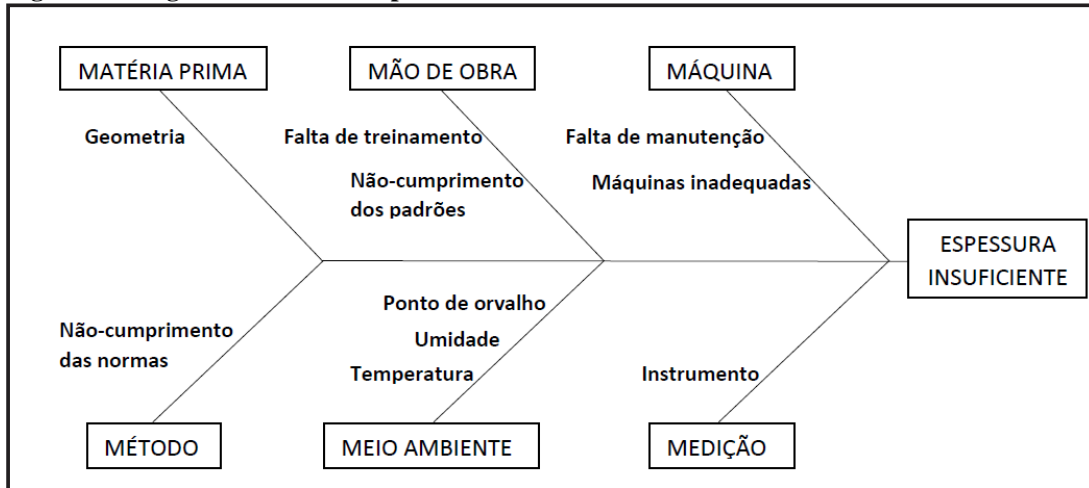 MATÉRIA PRIMA
MÃO DE OBRA
MÁQUINA
Geometria
Falta de treinamento
Falta de manutenção
Não-cumprimento
dos padrões
Máquinas inadequadas
ESPESSURA
INSUFICIENTE
Ponto de orvalho
Não-cumprimento
das normas
Umidade
Temperatura
Instrumento
MÉTODO
MEIO AMBIENTE
MEDIÇÃO